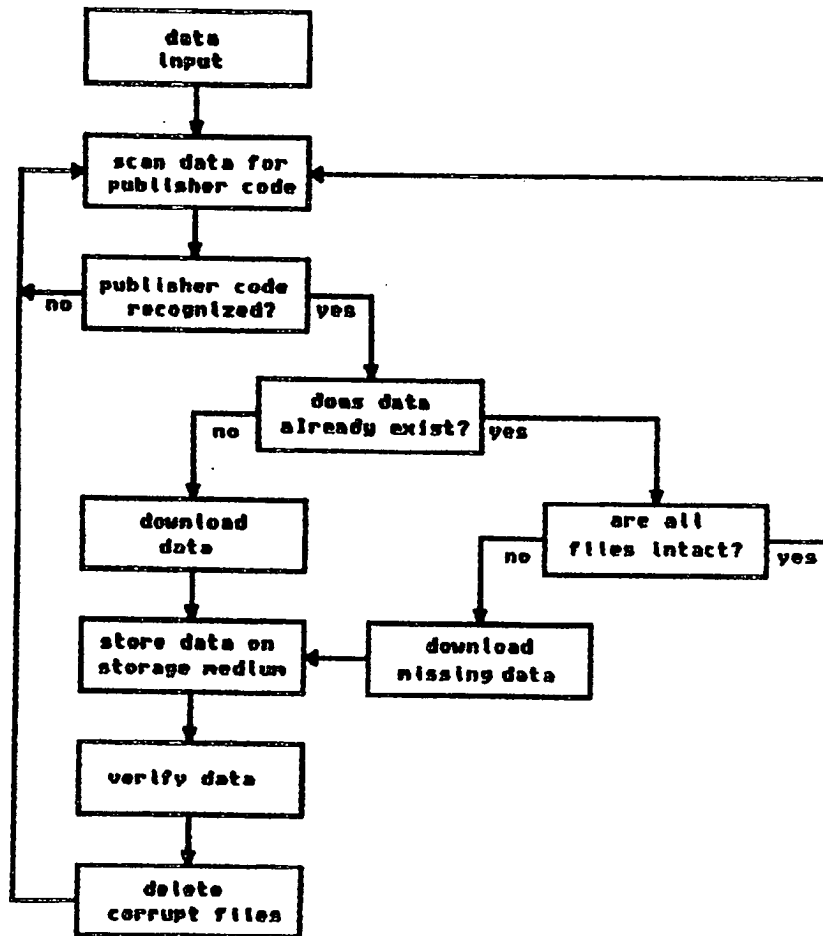 data
input
scan data for
publisher code
publisher code
recognized?
no
yes
does data
already exist?
no
yes
download
data
are all
files intact?
no
yes
store data on
storage medium
download
missing data
verify data
delete
corrupt files